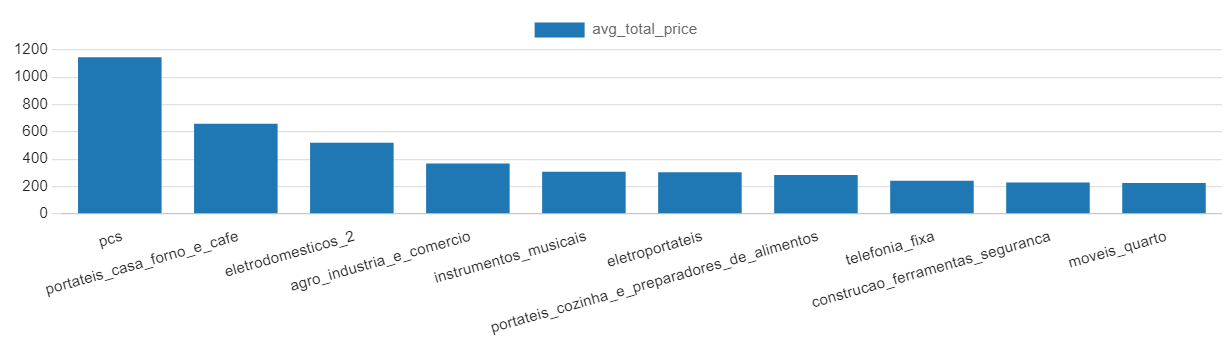 avg_total_price
1200
1000
800
600
400
200
0
pcs
portateis_casa_forno_e_cafe
eletrodomesticos_2
agro_industria_e_comercio
instrumentos_musicais
eletroportateis
portateis_cozinha_e_preparadores_de_alimentos
telefonia_fixa
construcao_ferramentas_seguranca
moveis_quarto